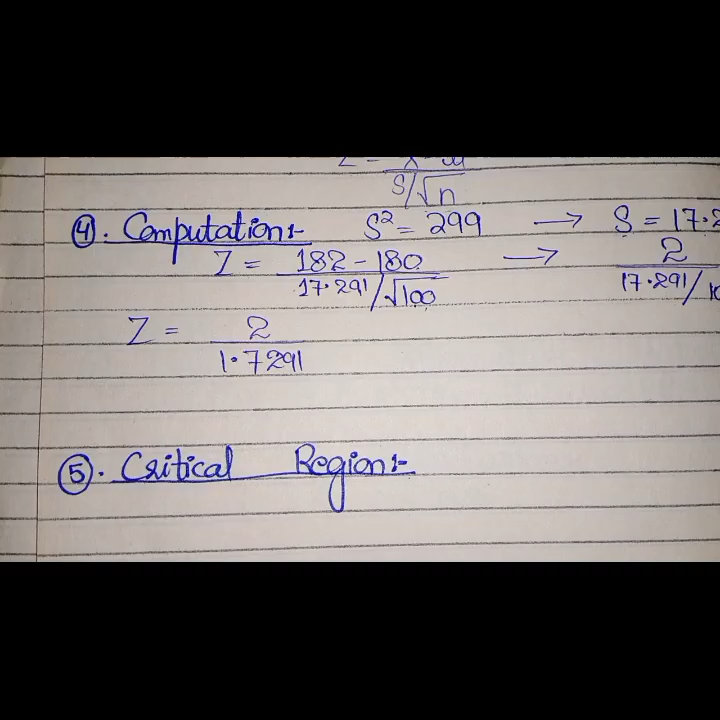 S/√n
④. Computation:- S² = 299 → S = 17.2
Z = 182 - 180 / 17.291/√100 → 2 / 17.291/10
Z = 2 / 1.7291
⑤. Critical Region:-